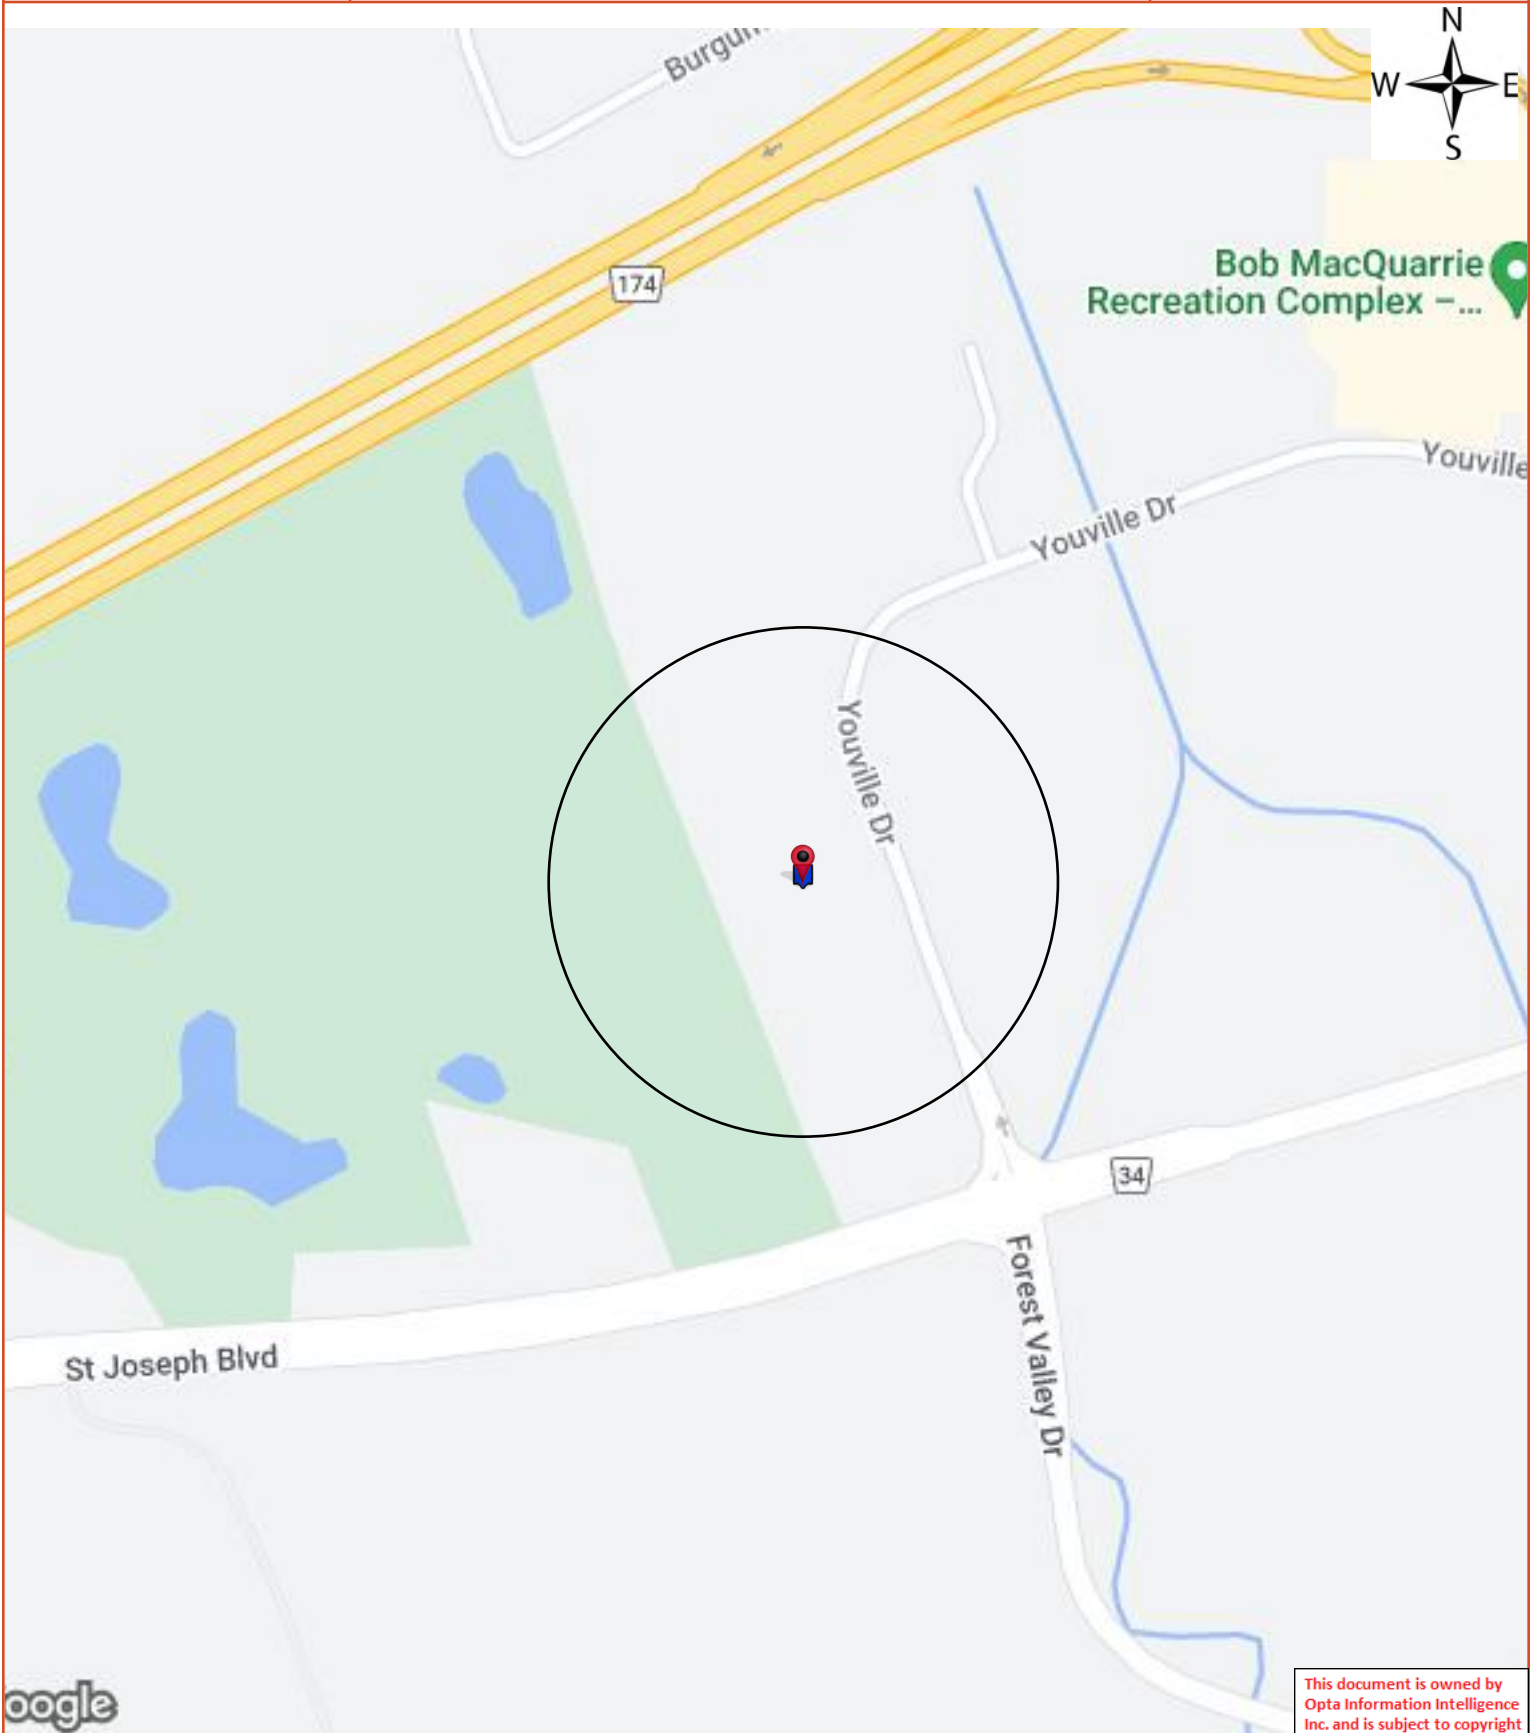 N
W E
S
174
Bob MacQuarrie
Recreation Complex –...
Youville
Youville Dr
Youville Dr
34
Forest Valley Dr
St Joseph Blvd
oogle
This document is owned by
Opta Information Intelligence
Inc. and is subject to copyright